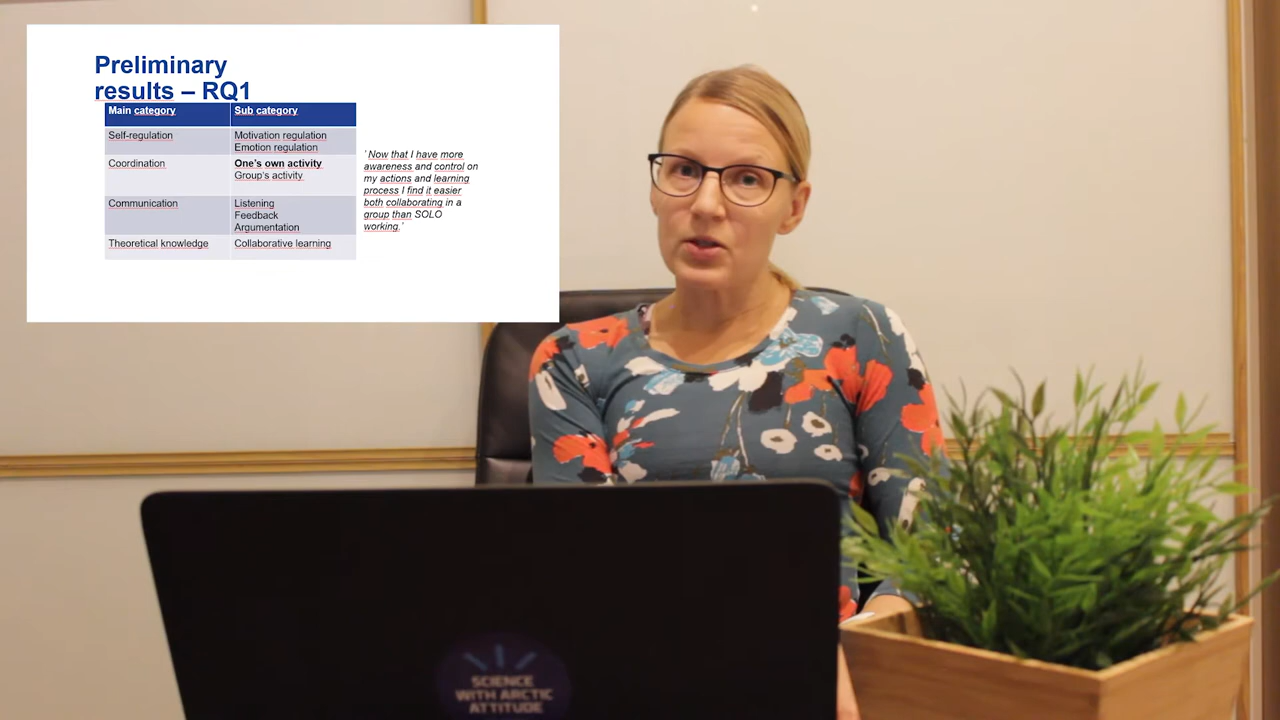 Preliminary
results – RQ1
Main category Sub category
Self-regulation Motivation regulation
Emotion regulation
Coordination One's own activity
Group's activity
Communication Listening
Feedback
Argumentation
Theoretical knowledge Collaborative learning
' Now that I have more
awareness and control on
my actions and learning
process I find it easier
both collaborating in a
group than SOLO
working.'
SCIENCE
WITH ARCTIC
ATTITUDE